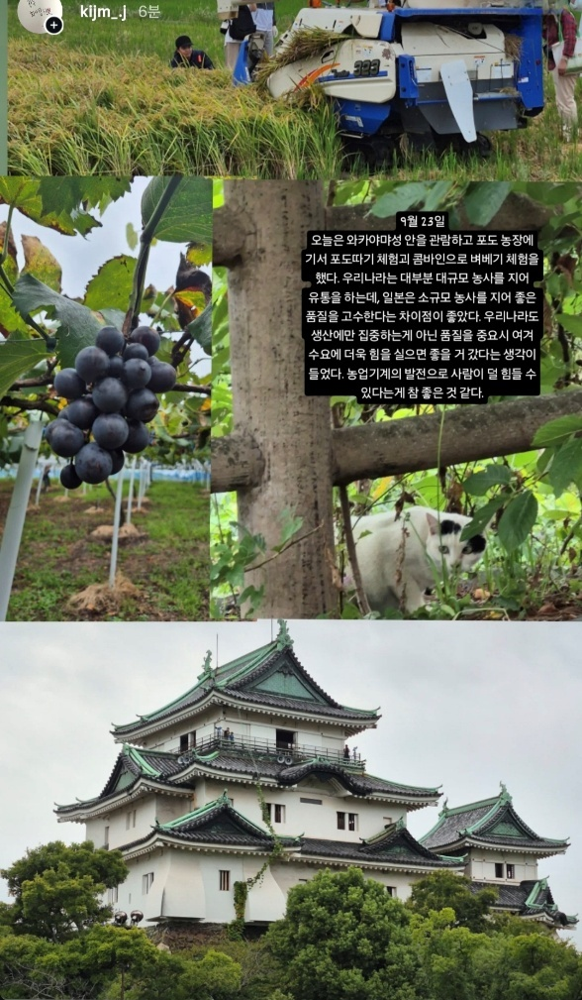 kijm_.j 6분
9월 23일
오늘은 와카야먀성 안을 관람하고 포도 농장에
기서 포도따기 체험괴 콤바인으로 벼베기 체험을
했다. 우리나라는 대부분 대규모 농사를 지어
유통을 하는데, 일본은 소규모 농사를 지어 좋은
품질을 고수한다는 차이점이 좋았다. 우리나라도
생산에만 집중하는게 아닌 품질을 중요시 여겨
수요에 더욱 힘을 실으면 좋을 거 갔다는 생각이
들었다. 농업기계의 발전으로 사람이 덜 힘들 수
있다는게 참 좋은 것 같다.